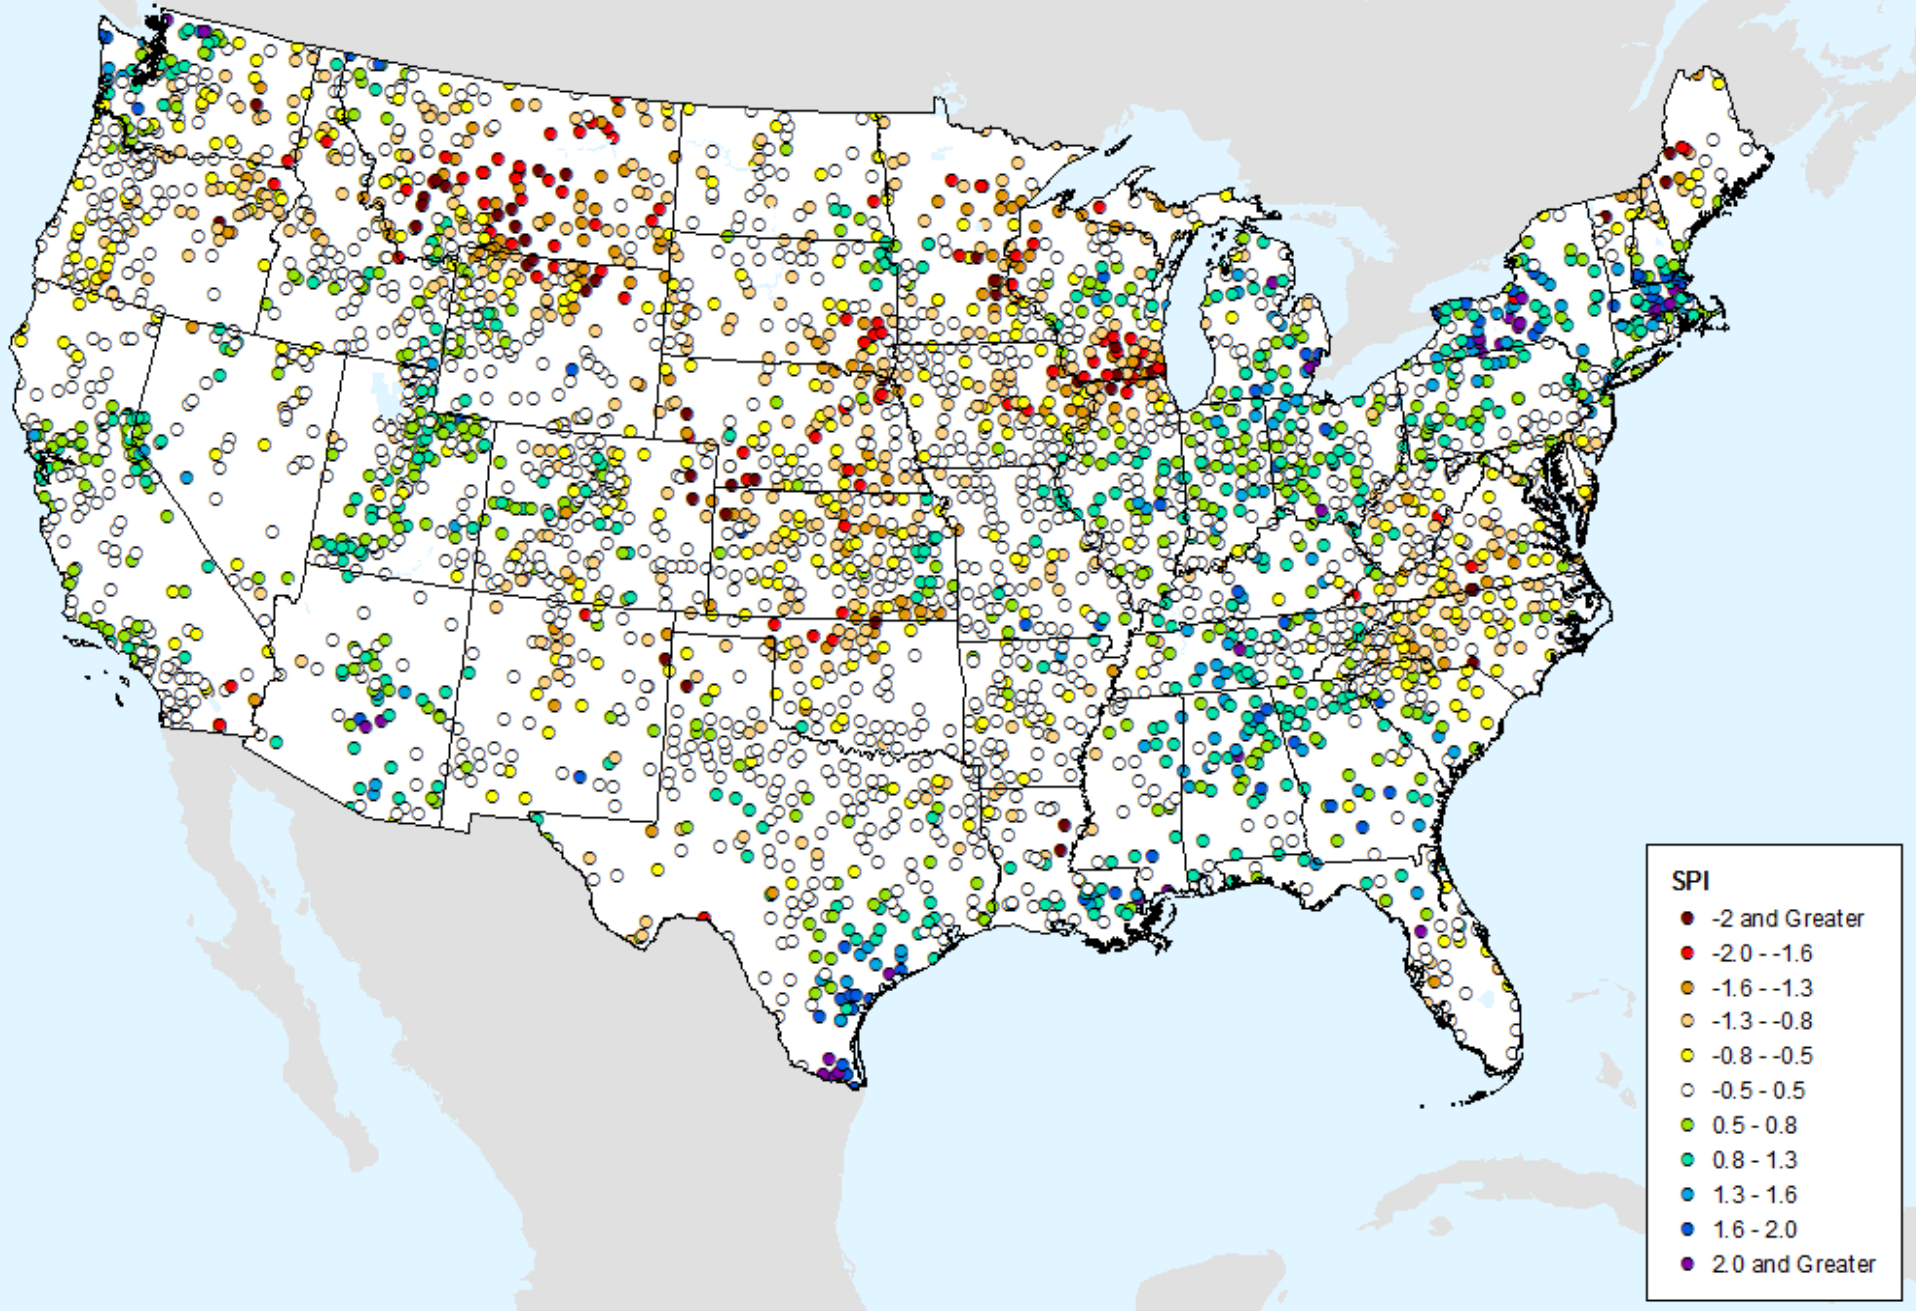 SPI
-2 and Greater
-2.0 - -1.6
-1.6 - -1.3
-1.3 - -0.8
-0.8 - -0.5
-0.5 - 0.5
0.5 - 0.8
0.8 - 1.3
1.3 - 1.6
1.6 - 2.0
2.0 and Greater